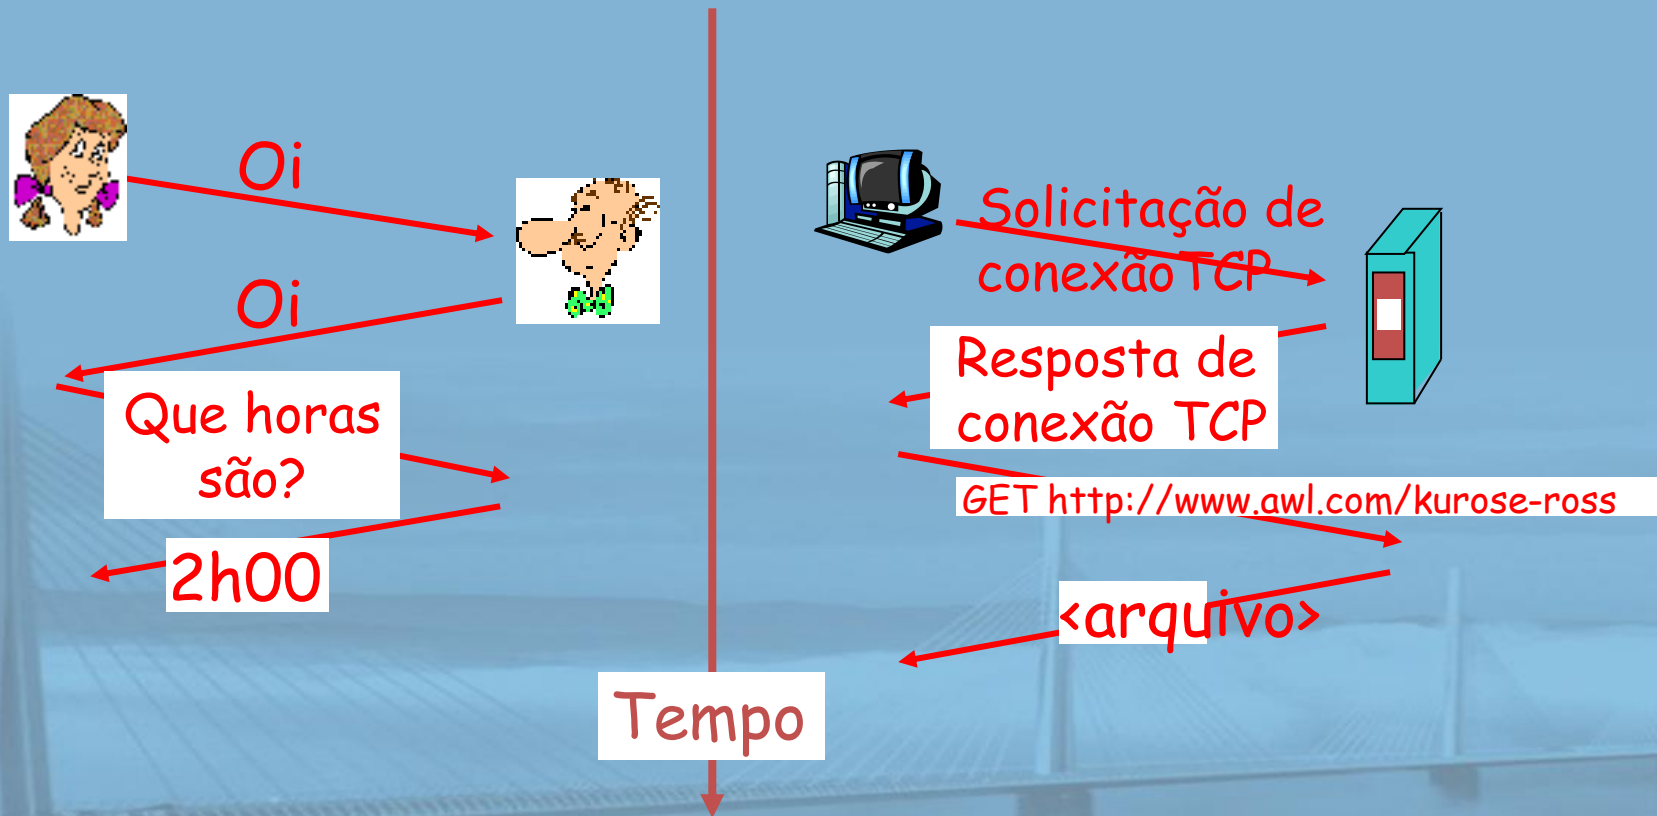 Oi
Oi
Que horas
são?
2h00
Solicitação de
conexão TCP
Resposta de
conexão TCP
GET http://www.awl.com/kurose-ross
<arquivo>
Tempo